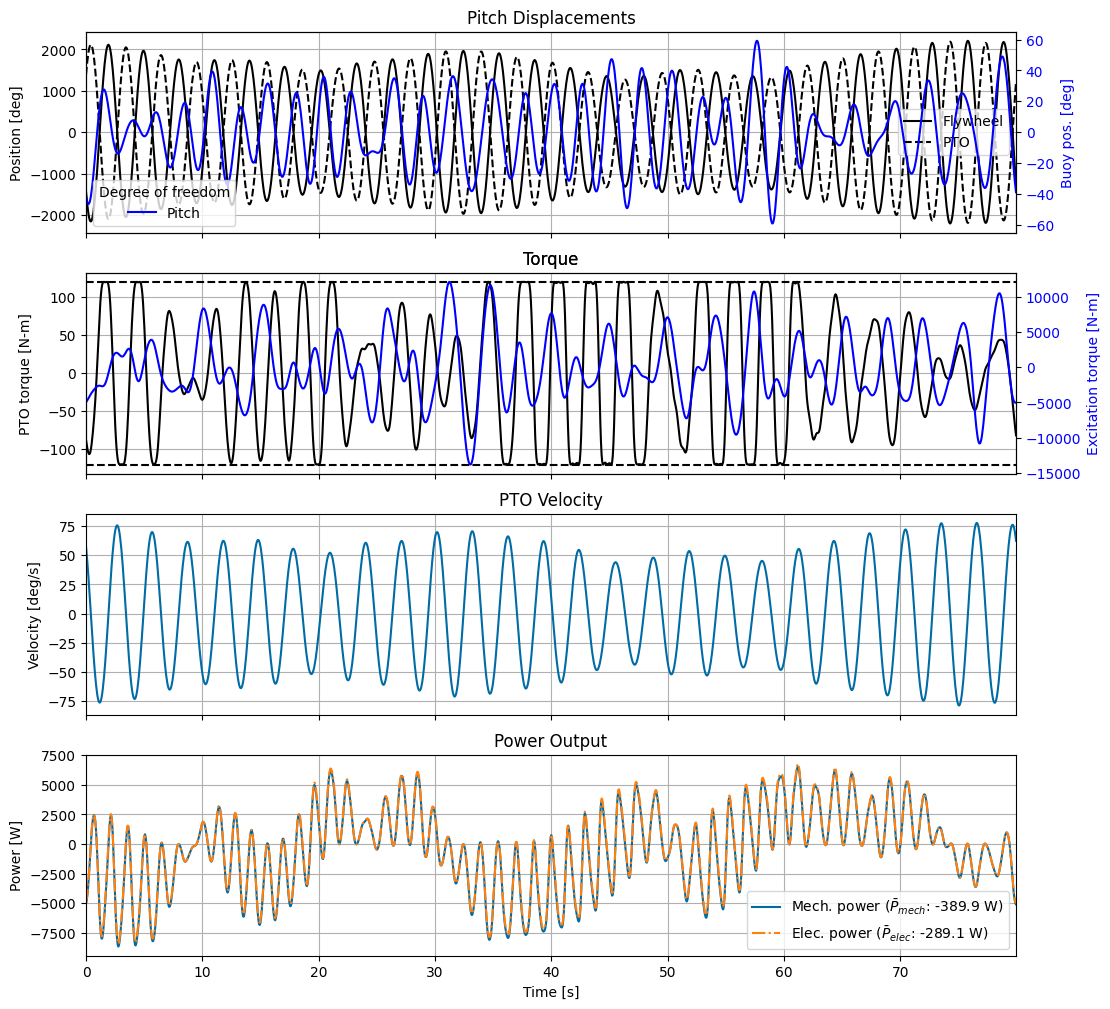 Pitch Displacements
Position [deg]
2000
1000
0
−1000
−2000
60
40
20
0
−20
−40
−60
Buoy pos. [deg]
Flywheel
PTO
Degree of freedom
Pitch
Torque
PTO torque [N-m]
100
50
0
−50
−100
10000
5000
0
−5000
−10000
−15000
Excitation torque [N-m]
PTO Velocity
Velocity [deg/s]
75
50
25
0
−25
−50
−75
Power Output
Power [W]
7500
5000
2500
0
−2500
−5000
−7500
Mech. power (P̄mech: -389.9 W)
Elec. power (P̄elec: -289.1 W)
0 10 20 30 40 50 60 70
Time [s]